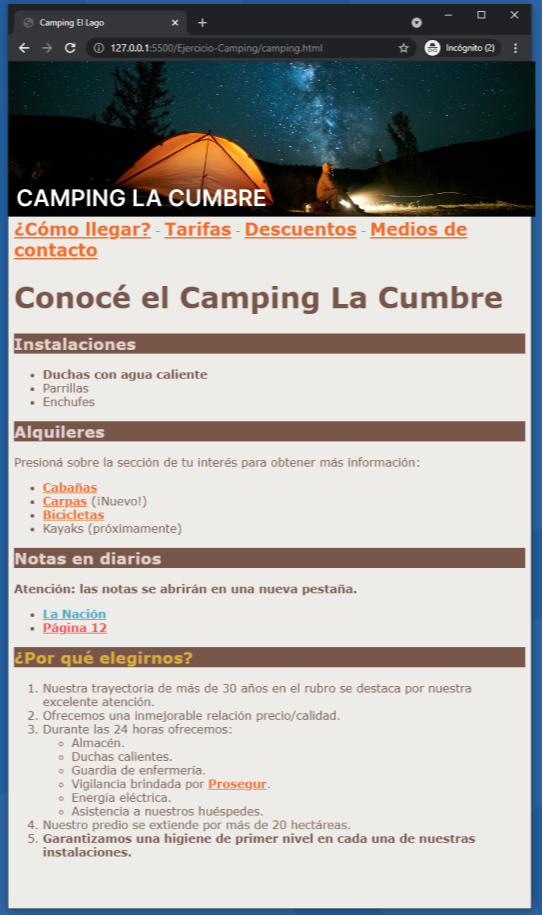 Camping El Lago
127.0.0.1:5500/Ejercicio-Camping/camping.html
Incógnito (2)
CAMPING LA CUMBRE
¿Cómo llegar? - Tarifas - Descuentos - Medios de
contacto
Conocé el Camping La Cumbre
Instalaciones
• Duchas con agua caliente
• Parrillas
• Enchufes
Alquileres
Presioná sobre la sección de tu interés para obtener más información:
• Cabañas
• Carpas (¡Nuevo!)
• Bicicletas
• Kayaks (próximamente)
Notas en diarios
Atención: las notas se abrirán en una nueva pestaña.
• La Nación
• Página 12
¿Por qué elegirnos?
1. Nuestra trayectoria de más de 30 años en el rubro se destaca por nuestra
excelente atención.
2. Ofrecemos una inmejorable relación precio/calidad.
3. Durante las 24 horas ofrecemos:
◦ Almacén.
◦ Duchas calientes.
◦ Guardia de enfermería.
◦ Vigilancia brindada por Prosegur.
◦ Energía eléctrica.
◦ Asistencia a nuestros huéspedes.
4. Nuestro predio se extiende por más de 20 hectáreas.
5. Garantizamos una higiene de primer nivel en cada una de nuestras
instalaciones.